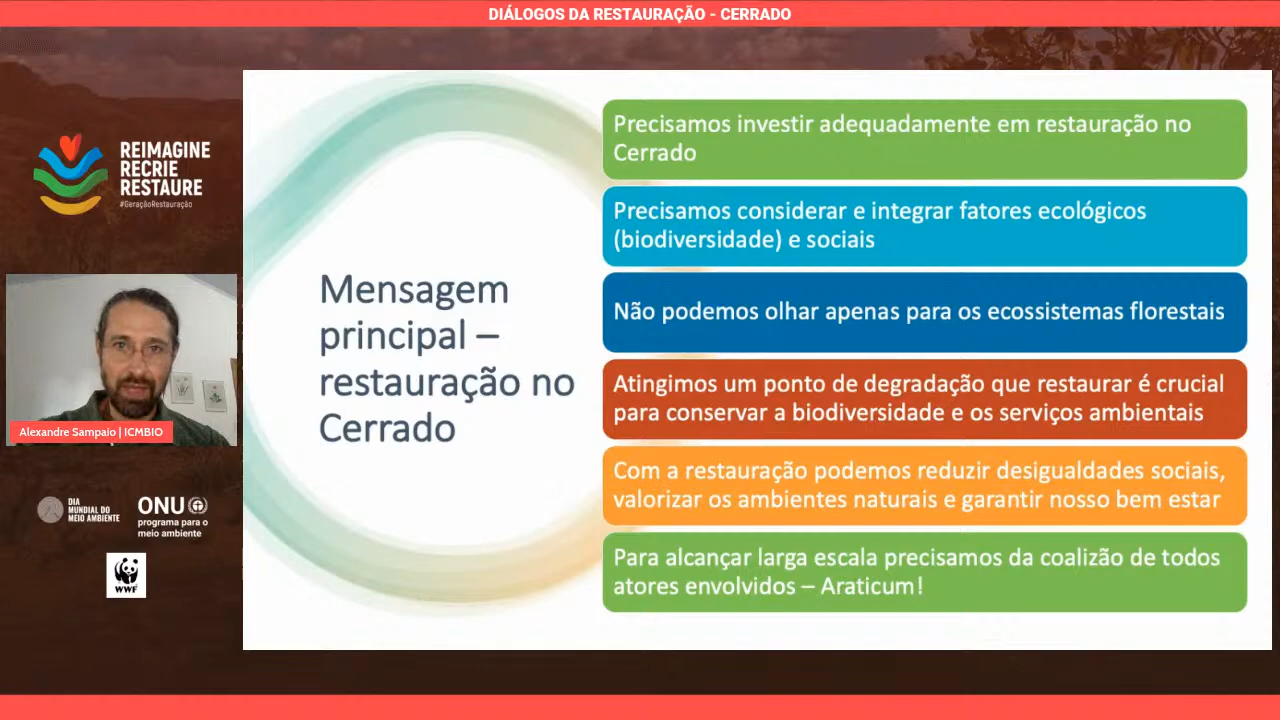 DIÁLOGOS DA RESTAURAÇÃO - CERRADO
REIMAGINE
RECRIE
RESTAURE
#GeraçãoRestauração
Alexandre Sampaio | ICMBIO
DIA
MUNDIAL DO
MEIO AMBIENTE
ONU
programa para o
meio ambiente
WWF
Mensagem
principal –
restauração no
Cerrado
Precisamos investir adequadamente em restauração no
Cerrado
Precisamos considerar e integrar fatores ecológicos
(biodiversidade) e sociais
Não podemos olhar apenas para os ecossistemas florestais
Atingimos um ponto de degradação que restaurar é crucial
para conservar a biodiversidade e os serviços ambientais
Com a restauração podemos reduzir desigualdades sociais,
valorizar os ambientes naturais e garantir nosso bem estar
Para alcançar larga escala precisamos da coalizão de todos
atores envolvidos – Araticum!